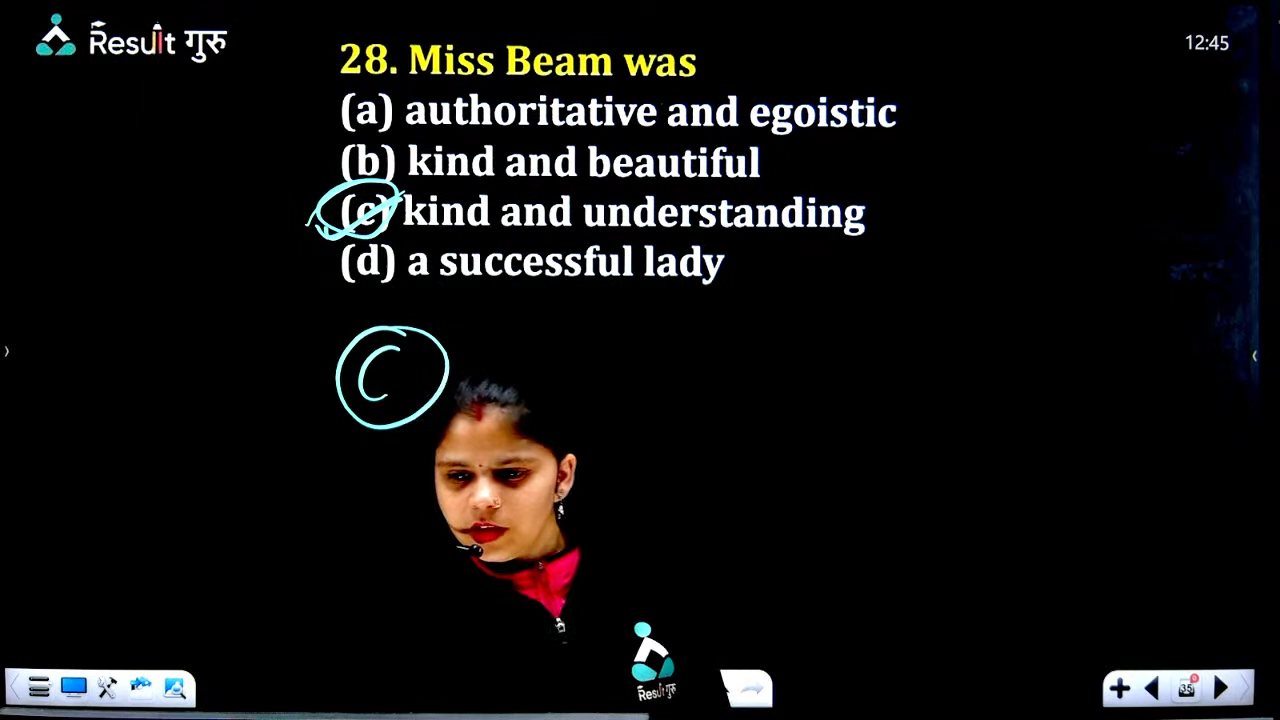 Result गुरु
12:45
28. Miss Beam was
(a) authoritative and egoistic
(b) kind and beautiful
(c) kind and understanding
(d) a successful lady
C
Result गुरु
35